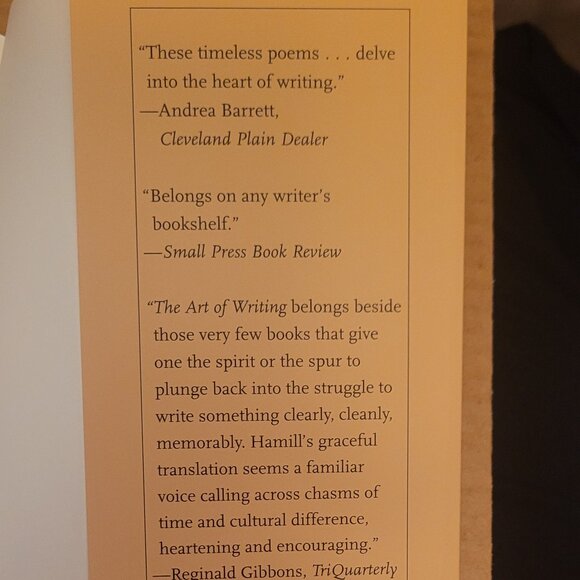 “These timeless poems . . . delve
into the heart of writing.”
—Andrea Barrett,
Cleveland Plain Dealer
“Belongs on any writer’s
bookshelf.”
—Small Press Book Review
“The Art of Writing belongs beside
those very few books that give
one the spirit or the spur to
plunge back into the struggle to
write something clearly, cleanly,
memorably. Hamill’s graceful
translation seems a familiar
voice calling across chasms of
time and cultural difference,
heartening and encouraging.”
—Reginald Gibbons, TriQuarterly